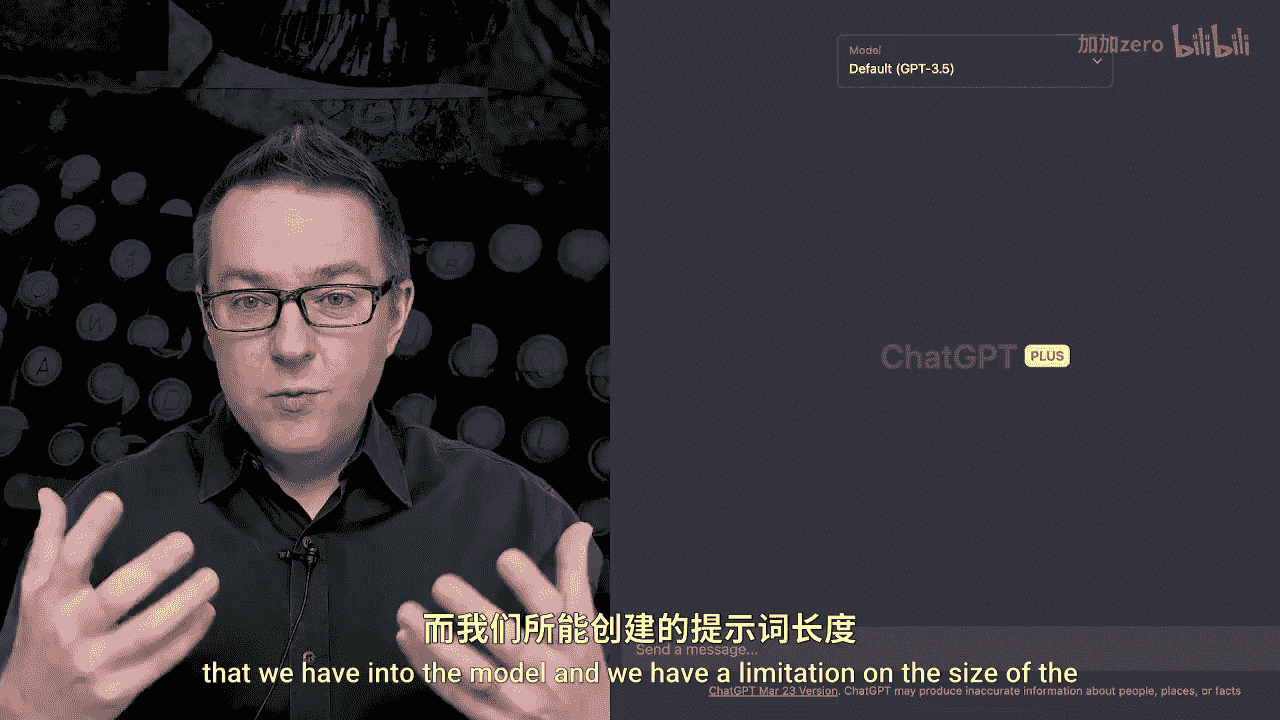 Model
Default (GPT-3.5)
加加zero bilibili
ChatGPT PLUS
而我们所能创建的提示词长度
Send a message...
that we have into the model and we have a limitation on the size of the
ChatGPT Mar 23 Version. ChatGPT may produce inaccurate information about people, places, or facts